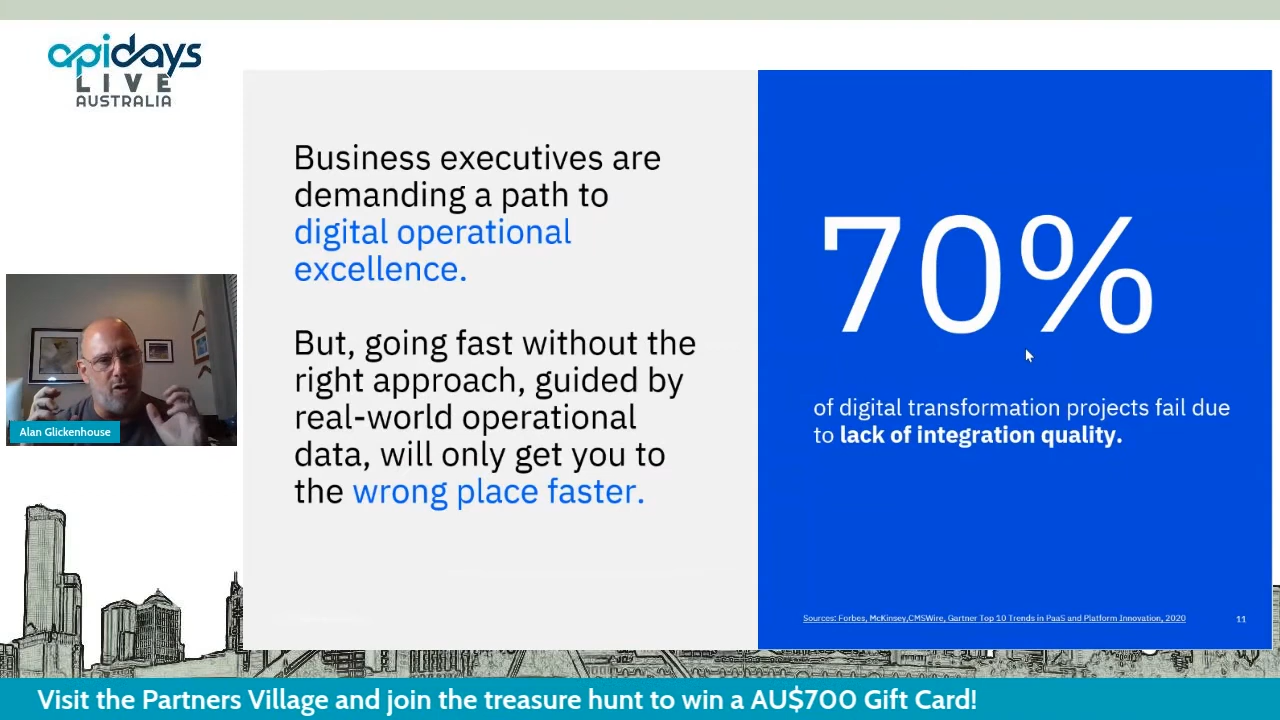 apidays
LIVE
AUSTRALIA
Business executives are
demanding a path to
digital operational
excellence.
But, going fast without the
right approach, guided by
real-world operational
data, will only get you to
the wrong place faster.
70%
of digital transformation projects fail due
to lack of integration quality.
Sources: Forbes, McKinsey,CMSWire, Gartner Top 10 Trends in PaaS and Platform Innovation, 2020
11
Alan Glickenhouse
Visit the Partners Village and join the treasure hunt to win a AU$700 Gift Card!